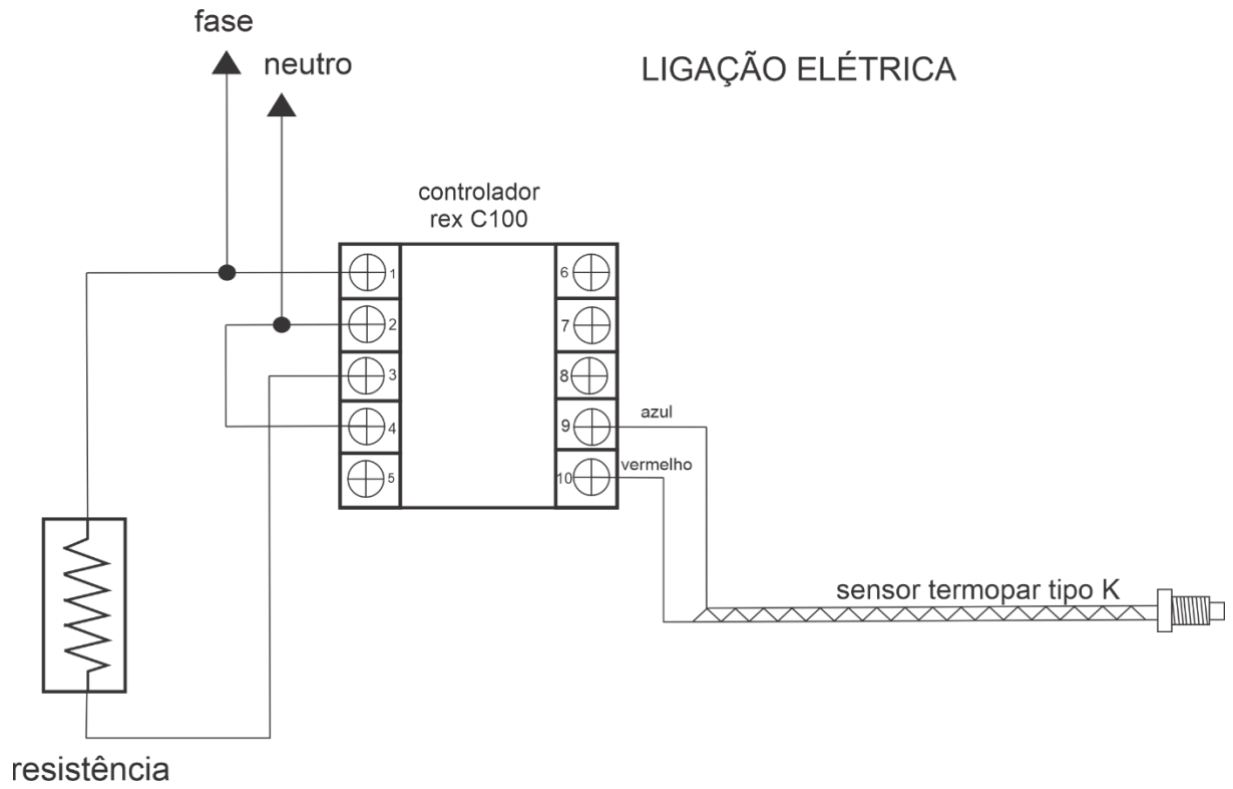 fase
neutro
LIGAÇÃO ELÉTRICA
controlador
rex C100
1
6
2
7
3
8
4
9
azul
5
10
vermelho
sensor termopar tipo K
resistência